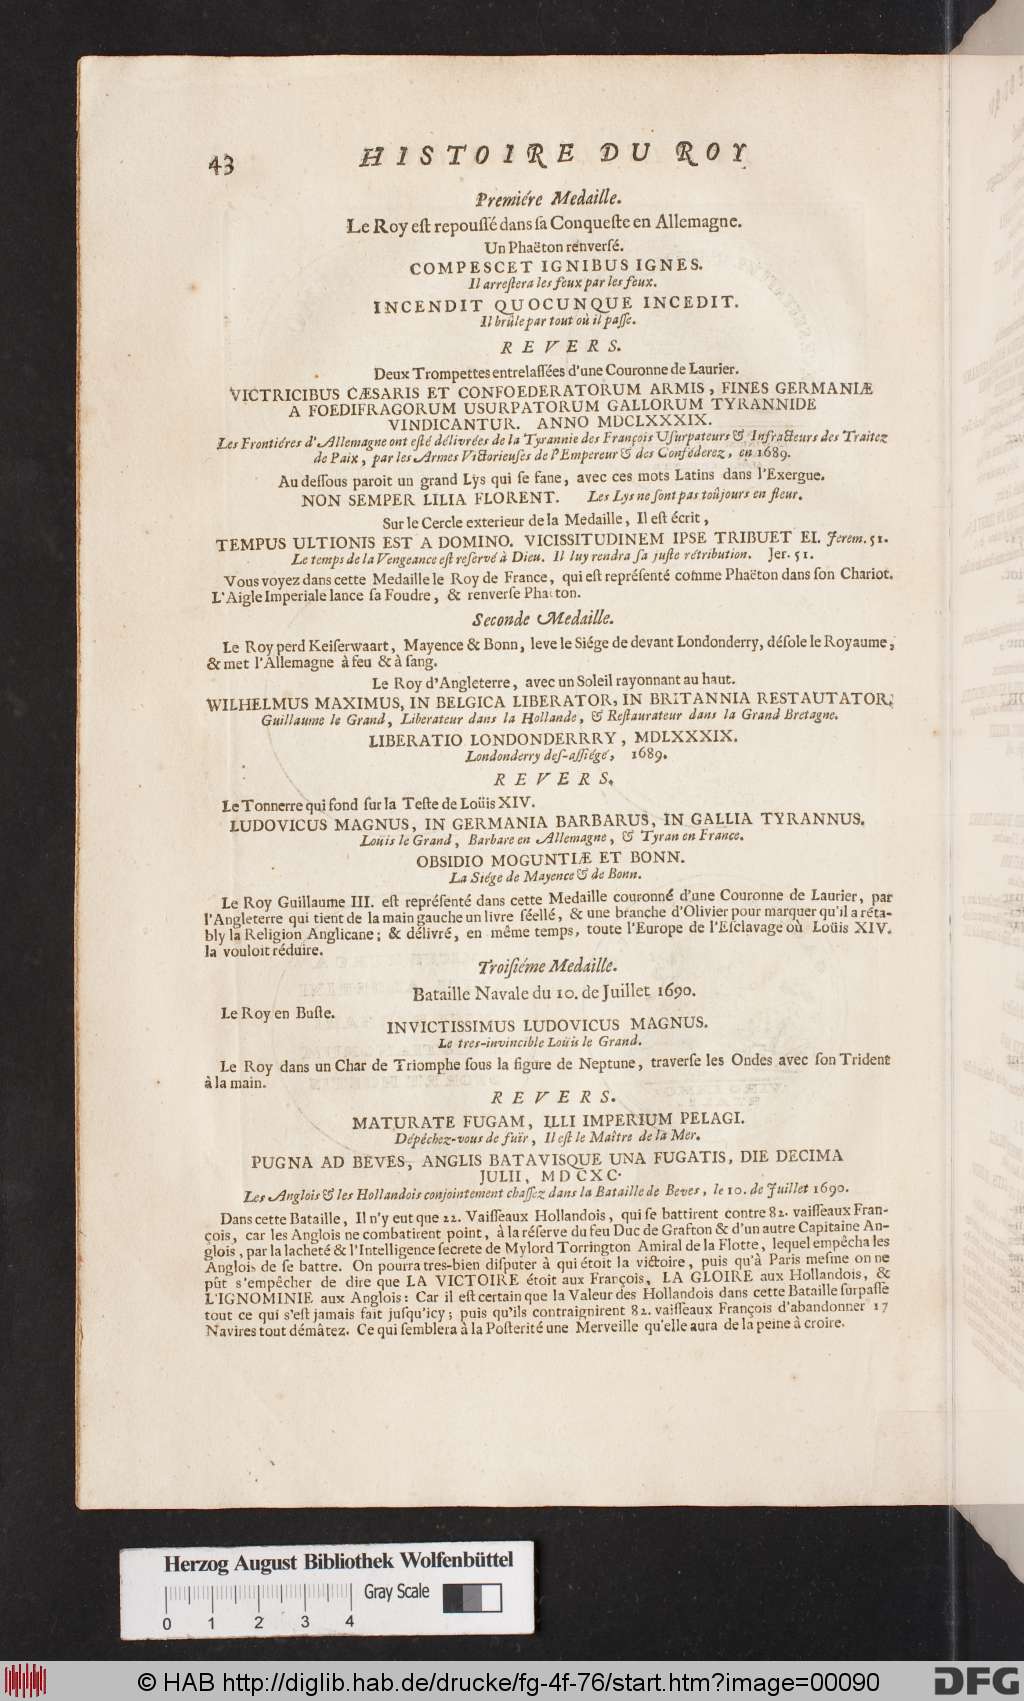 43 HISTOIRE DU ROY
Premiére Medaille.
Le Roy eſt repouſſé dans ſa Conqueſte en Allemagne.
Un Phaëton renverſé.
COMPESCET IGNIBUS IGNES.
Il arreſtera les feux par les feux.
INCENDIT QUOCUNQUE INCEDIT.
Il brûle par tout où il paſſe.
REVERS.
Deux Trompettes entrelaſſées d'une Couronne de Laurier.
VICTRICIBUS CÆSARIS ET CONFOEDERATORUM ARMIS, FINES GERMANIÆ
A FOEDIFRAGORUM USURPATORUM GALLORUM TYRANNIDE
VINDICANTUR. ANNO MDCLXXXIX.
Les Frontiéres d'Allemagne ont eſté délivrées de la Tyrannie des François Uſurpateurs & Infracteurs des Traitez
de Paix, par les Armes Victorieuſes de l'Empereur & des Conféderez, en 1689.
Au deſſous paroit un grand Lys qui ſe fane, avec ces mots Latins dans l'Exergue.
NON SEMPER LILIA FLORENT. Les Lys ne ſont pas toûjours en fleur.
Sur le Cercle exterieur de la Medaille, Il eſt écrit,
TEMPUS ULTIONIS EST A DOMINO. VICISSITUDINEM IPSE TRIBUET EI. Jerem. 51.
Le temps de la Vengeance eſt reſervé à Dieu. Il luy rendra ſa juſte rétribution. Jer. 51.
Vous voyez dans cette Medaille le Roy de France, qui eſt repréſenté comme Phaëton dans ſon Chariot.
L'Aigle Imperiale lance ſa Foudre, & renverſe Phaëton.
Seconde Medaille.
Le Roy perd Keiſerwaart, Mayence & Bonn, leve le Siége de devant Londonderry, déſole le Royaume,
& met l'Allemagne à feu & à ſang.
Le Roy d'Angleterre, avec un Soleil rayonnant au haut.
WILHELMUS MAXIMUS, IN BELGICA LIBERATOR, IN BRITANNIA RESTAUTATOR.
Guillaume le Grand, Liberateur dans la Hollande, & Reſtaurateur dans la Grand Bretagne.
LIBERATIO LONDONDERRRY, MDLXXXIX.
Londonderry deſ-aſſiégé, 1689.
REVERS.
Le Tonnerre qui fond ſur la Teſte de Loüis XIV.
LUDOVICUS MAGNUS, IN GERMANIA BARBARUS, IN GALLIA TYRANNUS.
Loüis le Grand, Barbare en Allemagne, & Tyran en France.
OBSIDIO MOGUNTIÆ ET BONN.
La Siége de Mayence & de Bonn.
Le Roy Guillaume III. eſt repréſenté dans cette Medaille couronné d'une Couronne de Laurier, par
l'Angleterre qui tient de la main gauche un livre ſéellé, & une branche d'Olivier pour marquer qu'il a réta-
bly la Religion Anglicane; & délivré, en même temps, toute l'Europe de l'Eſclavage où Loüis XIV.
la vouloit réduire.
Troiſiéme Medaille.
Bataille Navale du 10. de Juillet 1690.
Le Roy en Buſte.
INVICTISSIMUS LUDOVICUS MAGNUS.
Le tres-invincible Loüis le Grand.
Le Roy dans un Char de Triomphe ſous la figure de Neptune, traverſe les Ondes avec ſon Trident
à la main.
REVERS.
MATURATE FUGAM, ILLI IMPERIUM PELAGI.
Dépéchez-vous de fuïr, Il eſt le Maître de la Mer.
PUGNA AD BEVES, ANGLIS BATAVISQUE UNA FUGATIS, DIE DECIMA
JULII, MDCXC.
Les Anglois & les Hollandois conjointement chaſſez dans la Bataille de Beves, le 10. de Juillet 1690.
Dans cette Bataille, Il n'y eut que 22. Vaiſſeaux Hollandois, qui ſe battirent contre 82. vaiſſeaux Fran-
çois, car les Anglois ne combatirent point, à la réſerve du feu Duc de Grafton & d'un autre Capitaine An-
glois, par la lacheté & l'Intelligence ſecrete de Mylord Torrington Amiral de la Flotte, lequel empêcha les
Anglois de ſe battre. On pourra tres-bien diſputer à qui étoit la victoire, puis qu'à Paris meſme on ne
pût s'empêcher de dire que LA VICTOIRE étoit aux François, LA GLOIRE aux Hollandois, &
L'IGNOMINIE aux Anglois: Car il eſt certain que la Valeur des Hollandois dans cette Bataille ſurpaſſe
tout ce qui s'eſt jamais fait juſqu'icy; puis qu'ils contraignirent 82. vaiſſeaux François d'abandonner 17
Navires tout démâtez. Ce qui ſemblera à la Poſterité une Merveille qu'elle aura de la peine à croire.
Herzog August Bibliothek Wolfenbüttel
Gray Scale
0 1 2 3 4
© HAB http://diglib.hab.de/drucke/fg-4f-76/start.htm?image=00090
DFG